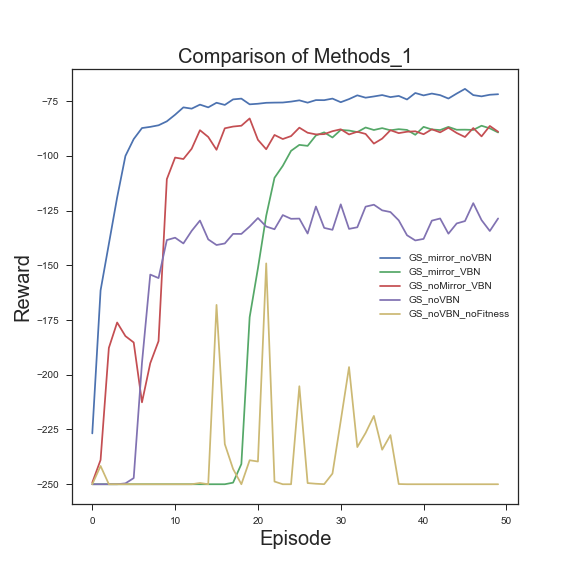 Comparison of Methods_1
Reward
−75
−100
−125
−150
−175
−200
−225
−250
GS_mirror_noVBN
GS_mirror_VBN
GS_noMirror_VBN
GS_noVBN
GS_noVBN_noFitness
0
10
20
30
40
50
Episode